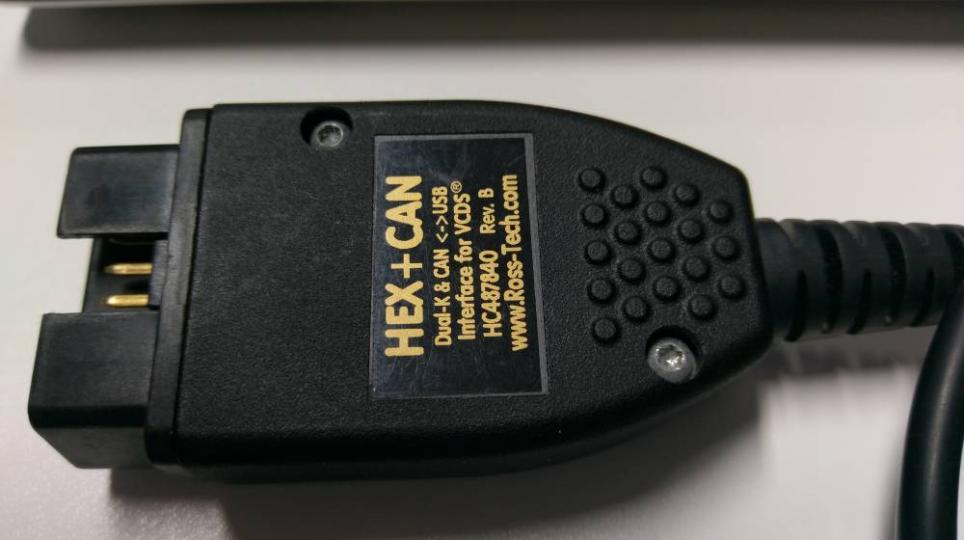 HEX+CAN
Dual-K & CAN <->USB
Interface for VCDS®
HC487840 Rev. B
www.Ross-Tech.com